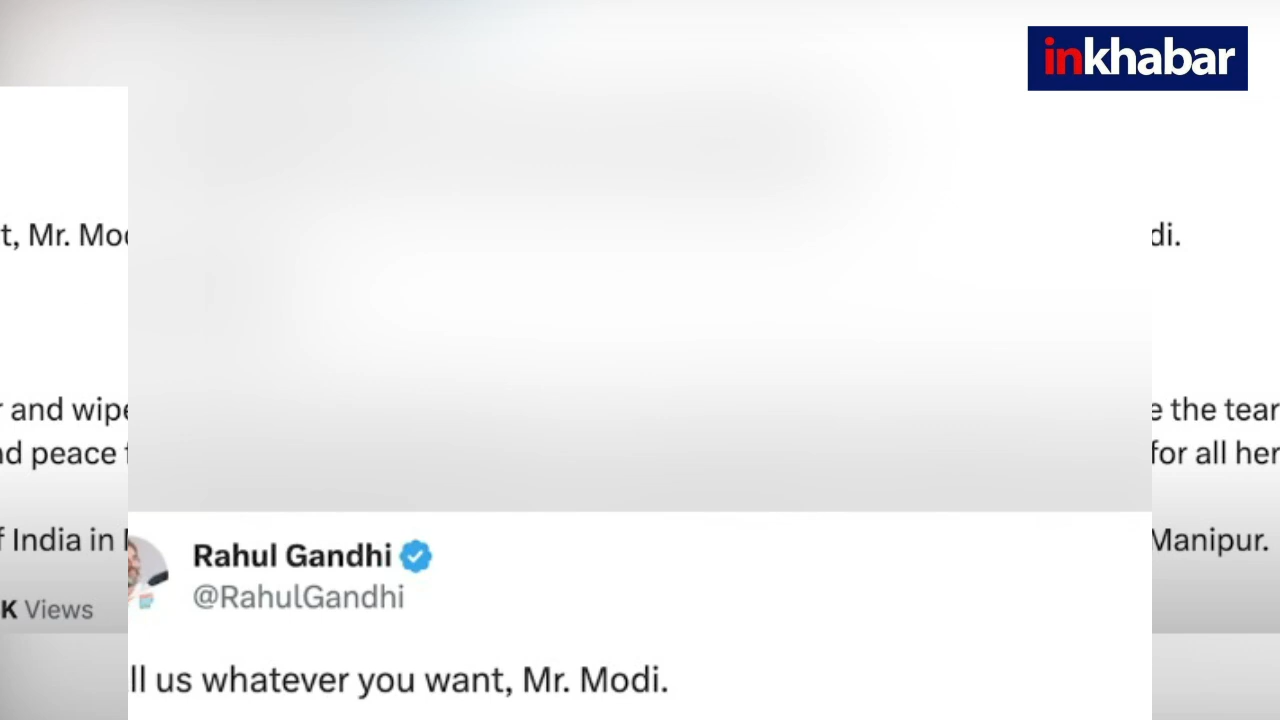 inkhabar
t, Mr. Mo
di.
r and wipe
e the tear
nd peace
for all her
f India in
Manipur.
K Views
Rahul Gandhi
@RahulGandhi
ll us whatever you want, Mr. Modi.